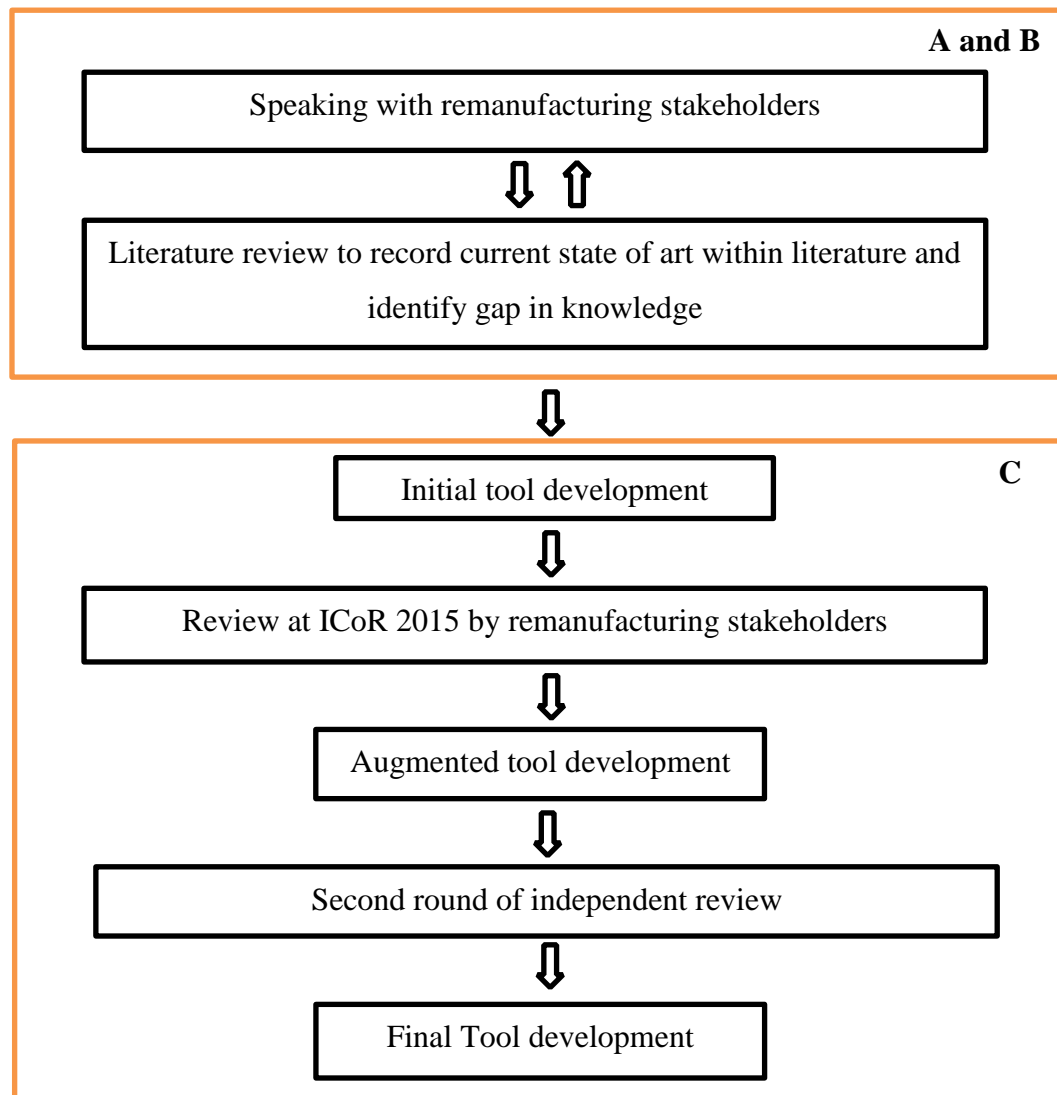 A and B
Speaking with remanufacturing stakeholders
Literature review to record current state of art within literature and
identify gap in knowledge
C
Initial tool development
Review at ICoR 2015 by remanufacturing stakeholders
Augmented tool development
Second round of independent review
Final Tool development